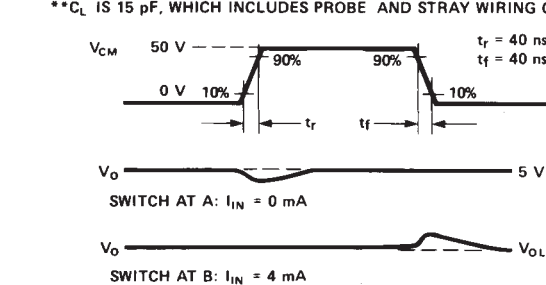 **CL IS 15 pF, WHICH INCLUDES PROBE AND STRAY WIRING
tr = 40 ns
VCM 50 V
90% 90%
tf = 40 ns
0 V 10% 10%
tr tf
VO 5 V
SWITCH AT A: IIN = 0 mA
VO VOL
SWITCH AT B: IIN = 4 mA